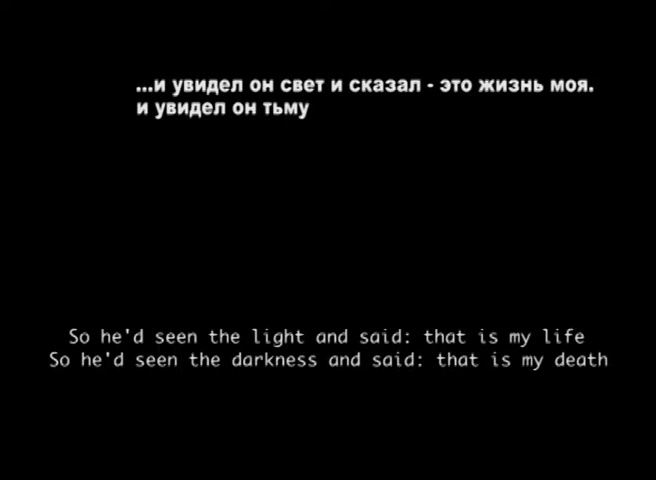 ...и увидел он свет и сказал - это жизнь моя.
и увидел он тьму
So he'd seen the light and said: that is my life
So he'd seen the darkness and said: that is my death